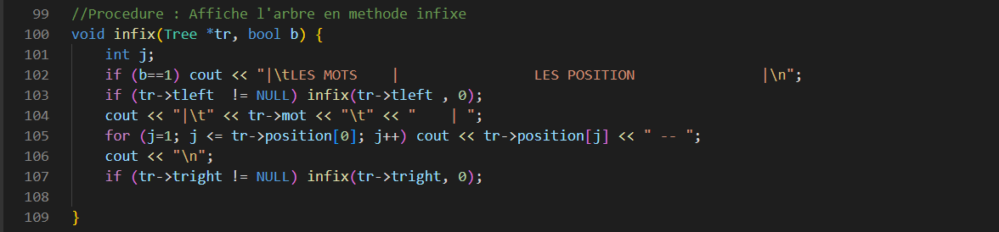 99 //Procedure : Affiche l'arbre en methode infixe
100 void infix(Tree *tr, bool b) {
101     int j;
102     if (b==1) cout << "|\tLES MOTS    |                LES POSITION               |\n";
103     if (tr->tleft  != NULL) infix(tr->tleft , 0);
104     cout << "|\t" << tr->mot << "\t" << "    | ";
105     for (j=1; j <= tr->position[0]; j++) cout << tr->position[j] << " -- ";
106     cout << "\n";
107     if (tr->tright != NULL) infix(tr->tright, 0);
108
109 }